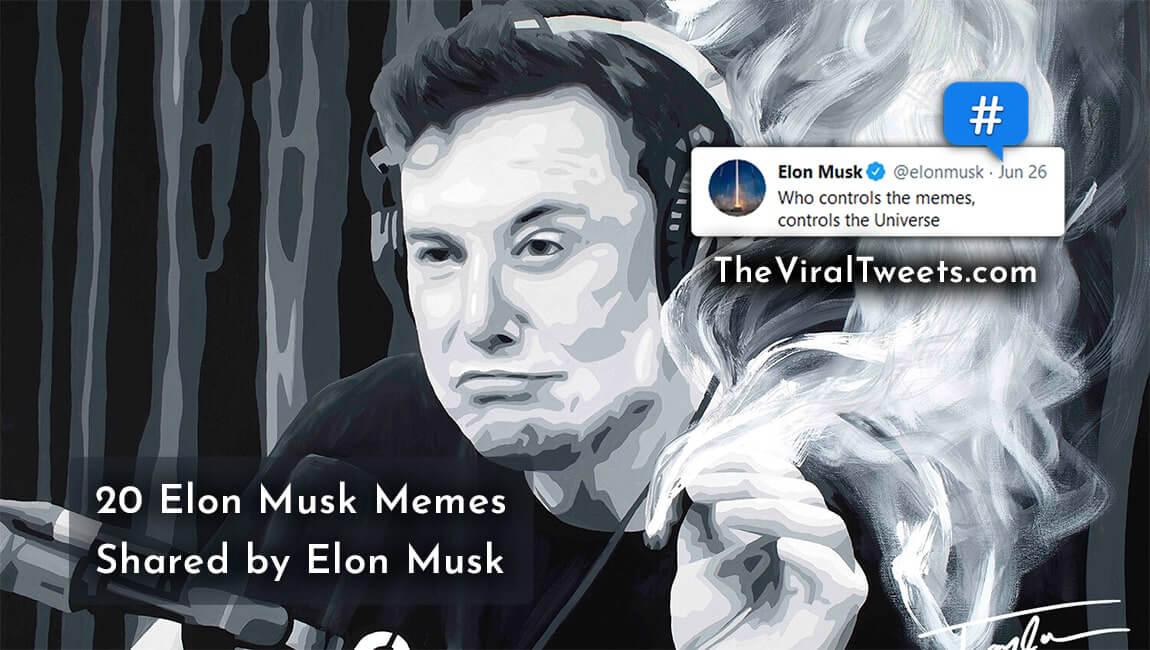 #
Elon Musk @elonmusk · Jun 26
Who controls the memes,
controls the Universe
TheViralTweets.com
20 Elon Musk Memes
Shared by Elon Musk